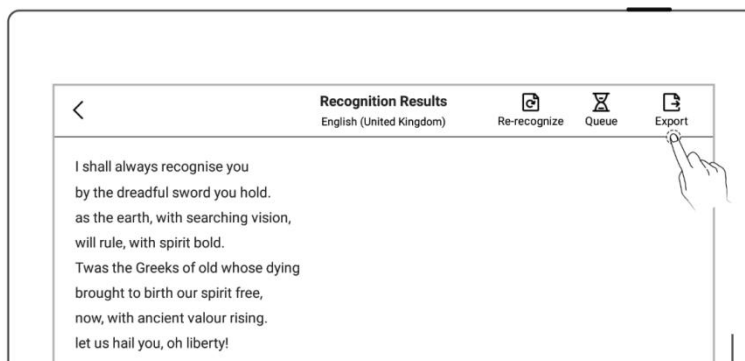 Recognition Results
English (United Kingdom)
Re-recognize
Queue
Export
I shall always recognise you
by the dreadful sword you hold.
as the earth, with searching vision,
will rule, with spirit bold.
Twas the Greeks of old whose dying
brought to birth our spirit free,
now, with ancient valour rising.
let us hail you, oh liberty!